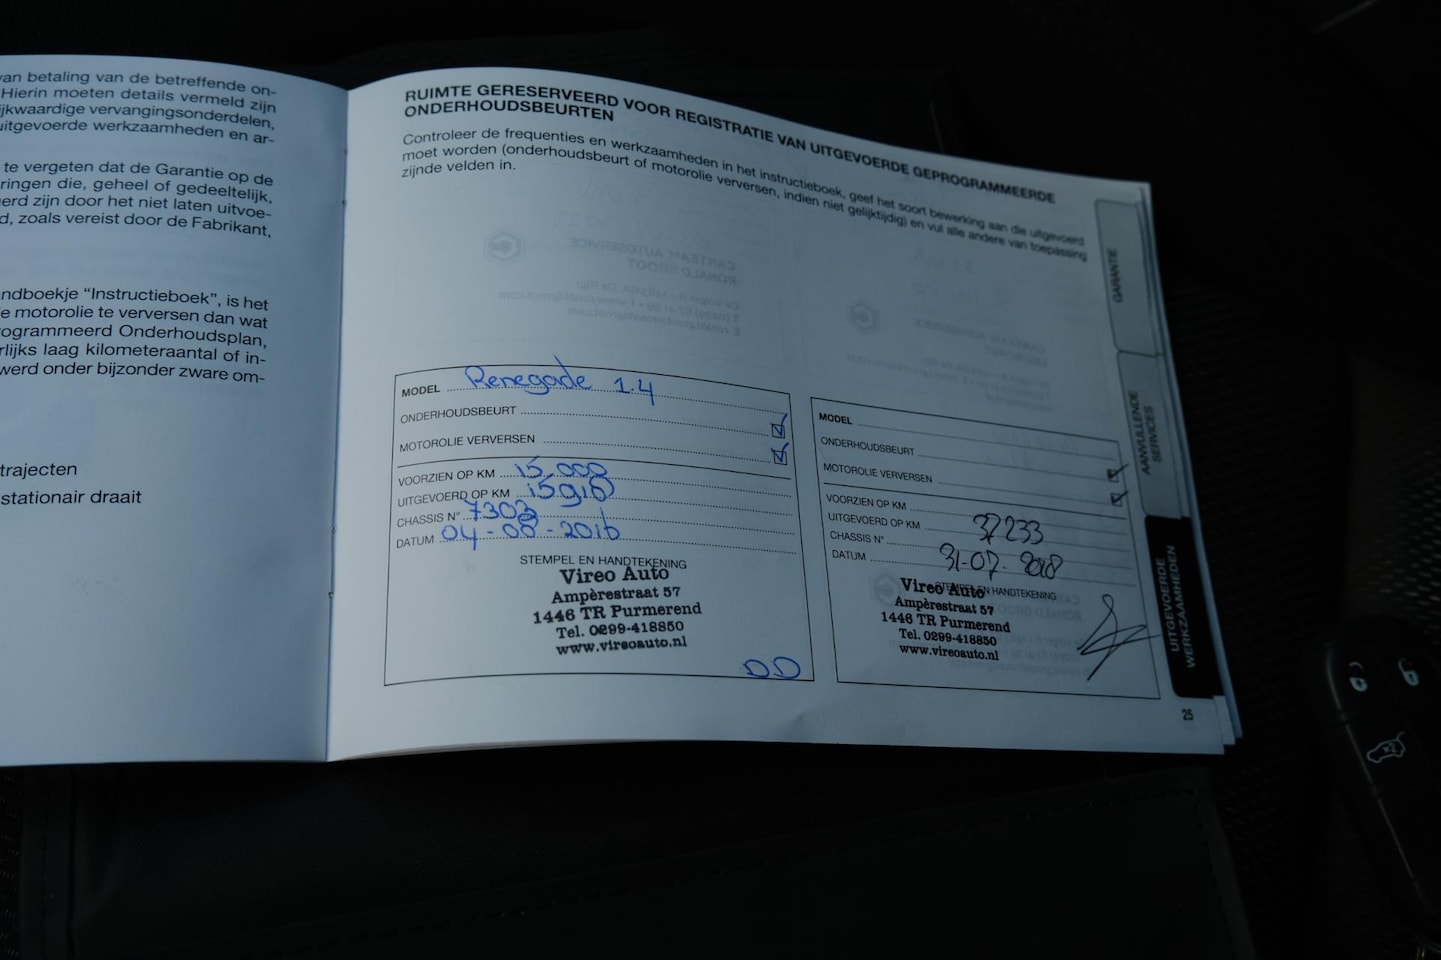 van betaling van de betreffende on-
Hierin moeten details vermeld zijn
ijkwaardige vervangingsonderdelen,
uitgevoerde werkzaamheden en ar-
te vergeten dat de Garantie op de
ringen die, geheel of gedeeltelijk,
erd zijn door het niet laten uitvoe-
d, zoals vereist door de Fabrikant,
ndboekje “Instructieboek”, is het
e motorolie te verversen dan wat
rogrammeerd Onderhoudsplan,
rlijks laag kilometeraantal of in-
werd onder bijzonder zware om-
trajecten
stationair draait
RUIMTE GERESERVEERD VOOR REGISTRATIE VAN UITGEVOERDE GEPROGRAMMEERDE
ONDERHOUDSBEURTEN
Controleer de frequenties en werkzaamheden in het instructieboek, geef het soort bewerking aan die uitgevoerd
moet worden (onderhoudsbeurt of motorolie verversen, indien niet gelijktijdig) en vul alle andere van toepassing
zijnde velden in.
MODEL Renegade 1.4
ONDERHOUDSBEURT
MOTOROLIE VERVERSEN
VOORZIEN OP KM 15.000
UITGEVOERD OP KM 15910
CHASSIS N° 7303
DATUM 04-08-2016
STEMPEL EN HANDTEKENING
Vireo Auto
Ampèrestraat 57
1446 TR Purmerend
Tel. 0299-418850
www.vireoauto.nl
DD
MODEL
ONDERHOUDSBEURT
MOTOROLIE VERVERSEN
VOORZIEN OP KM
UITGEVOERD OP KM 37233
CHASSIS N°
DATUM 31-07-2018
STEMPEL EN HANDTEKENING
Vireo Auto
Ampèrestraat 57
1446 TR Purmerend
Tel. 0299-418850
www.vireoauto.nl
GARANTIE
AANVULLENDE
SERVICES
UITGEVOERDE
WERKZAAMHEDEN
25
x2